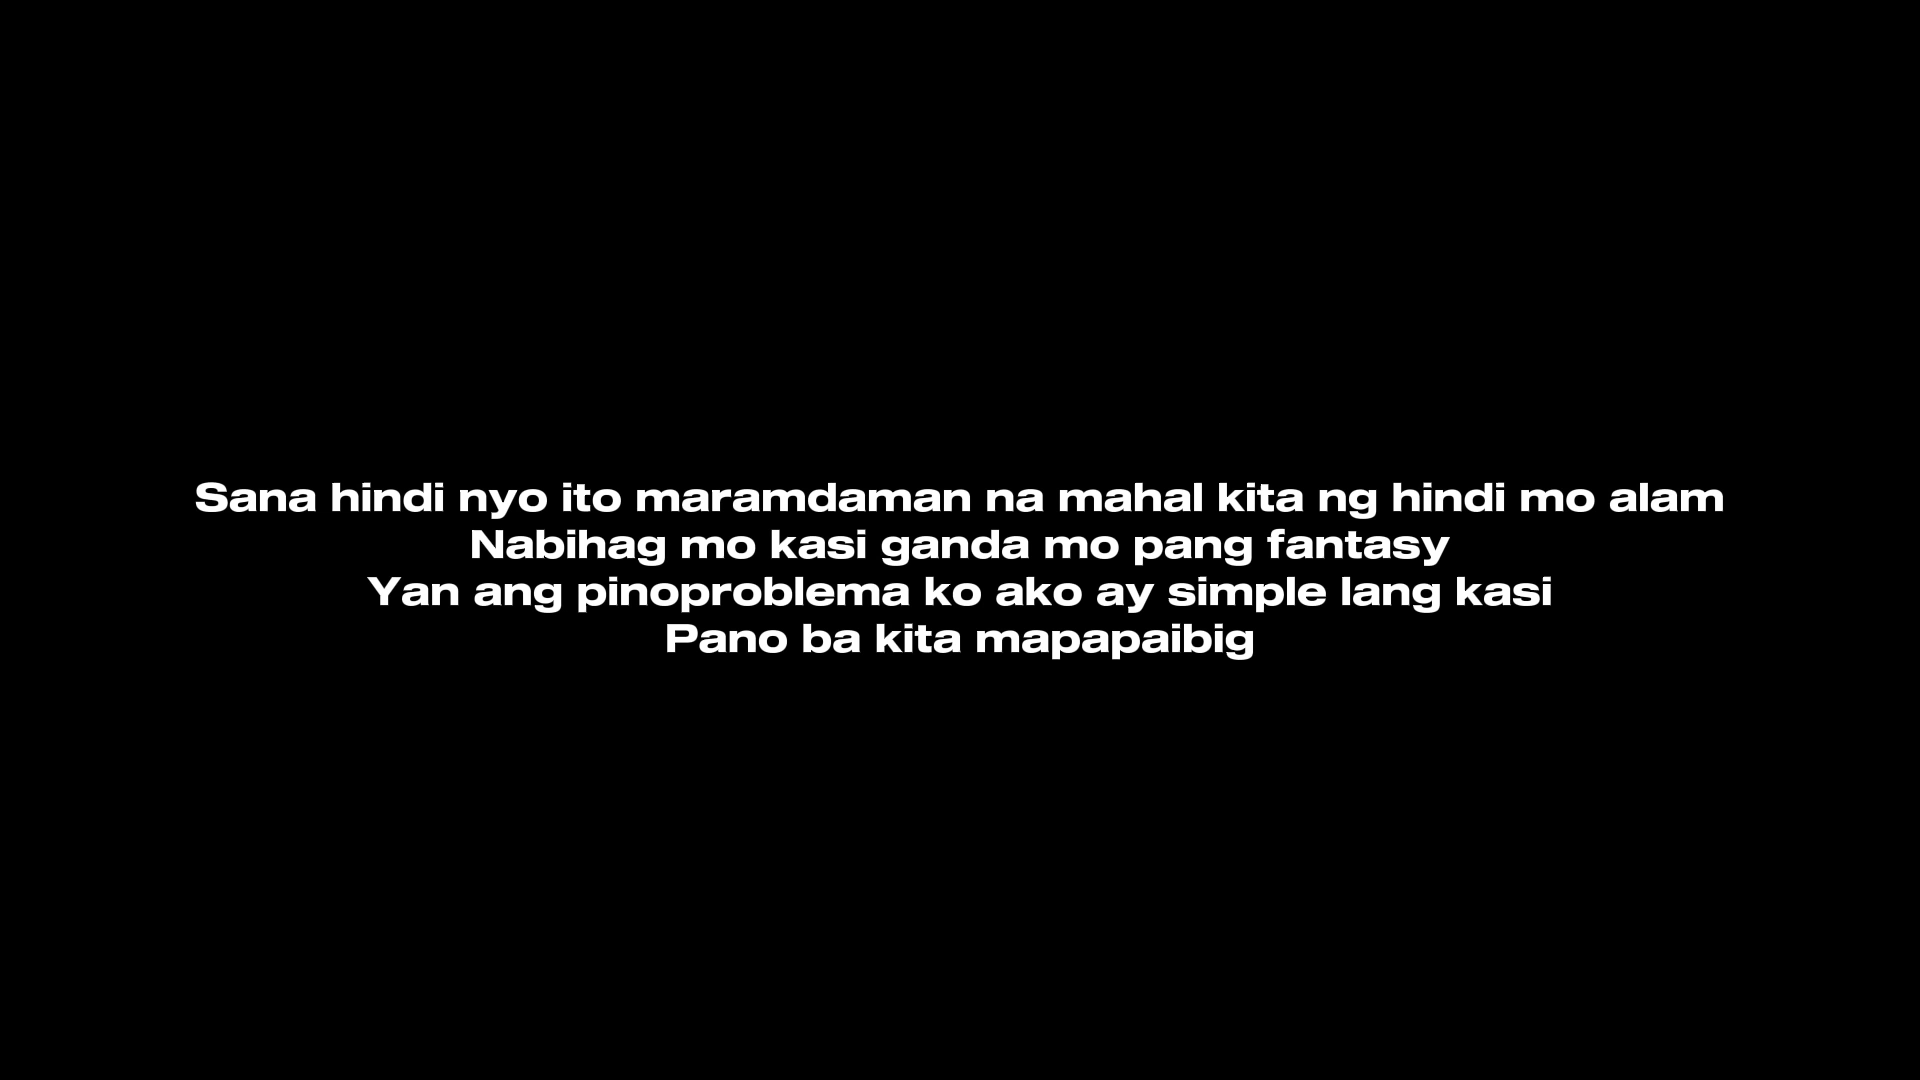 Sana hindi nyo ito maramdaman na mahal kita ng hindi mo alam
Nabihag mo kasi ganda mo pang fantasy
Yan ang pinoproblema ko ako ay simple lang kasi
Pano ba kita mapapaibig